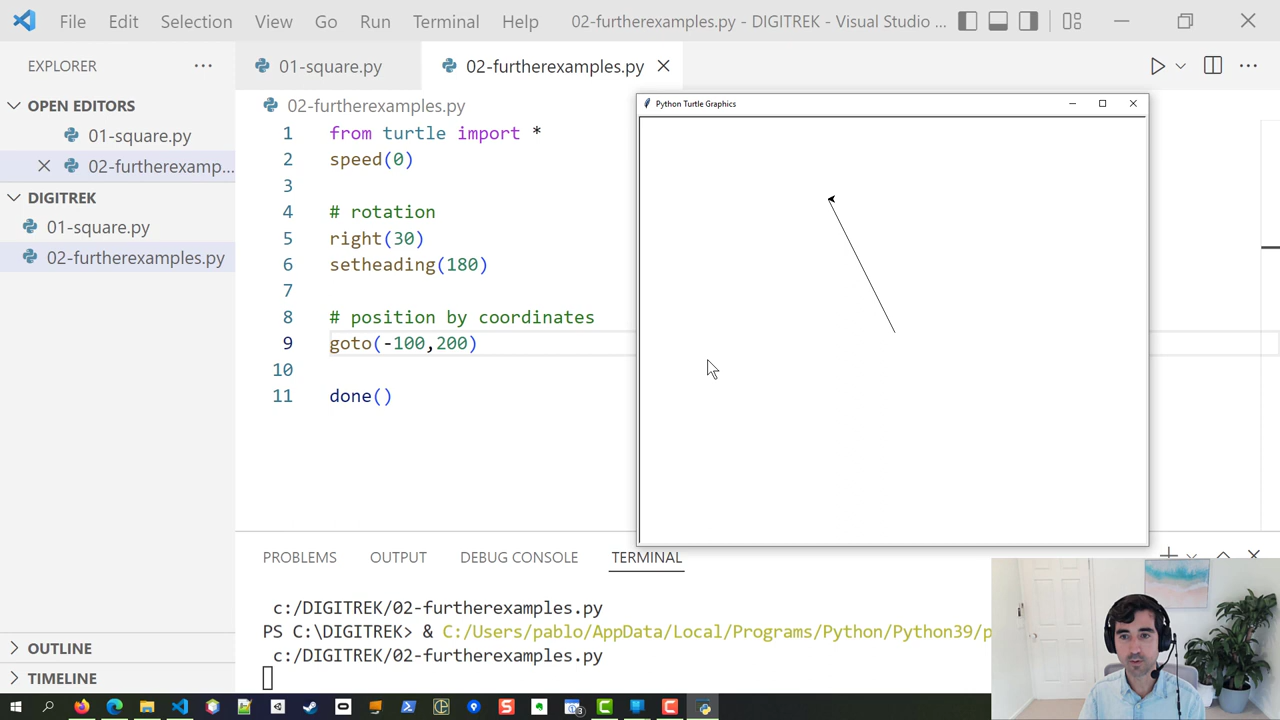 File Edit Selection View Go Run Terminal Help 02-furtherexamples.py - DIGITREK - Visual Studio ...
EXPLORER ...
01-square.py 02-furtherexamples.py
OPEN EDITORS
01-square.py
02-furtherexamp...
DIGITREK
01-square.py
02-furtherexamples.py
OUTLINE
TIMELINE
02-furtherexamples.py
1 from turtle import *
2 speed(0)
3
4 # rotation
5 right(30)
6 setheading(180)
7
8 # position by coordinates
9 goto(-100,200)
10
11 done()
Python Turtle Graphics
PROBLEMS OUTPUT DEBUG CONSOLE TERMINAL
c:/DIGITREK/02-furtherexamples.py
PS C:\DIGITREK> & C:/Users/pablo/AppData/Local/Programs/Python/Python39/p
c:/DIGITREK/02-furtherexamples.py